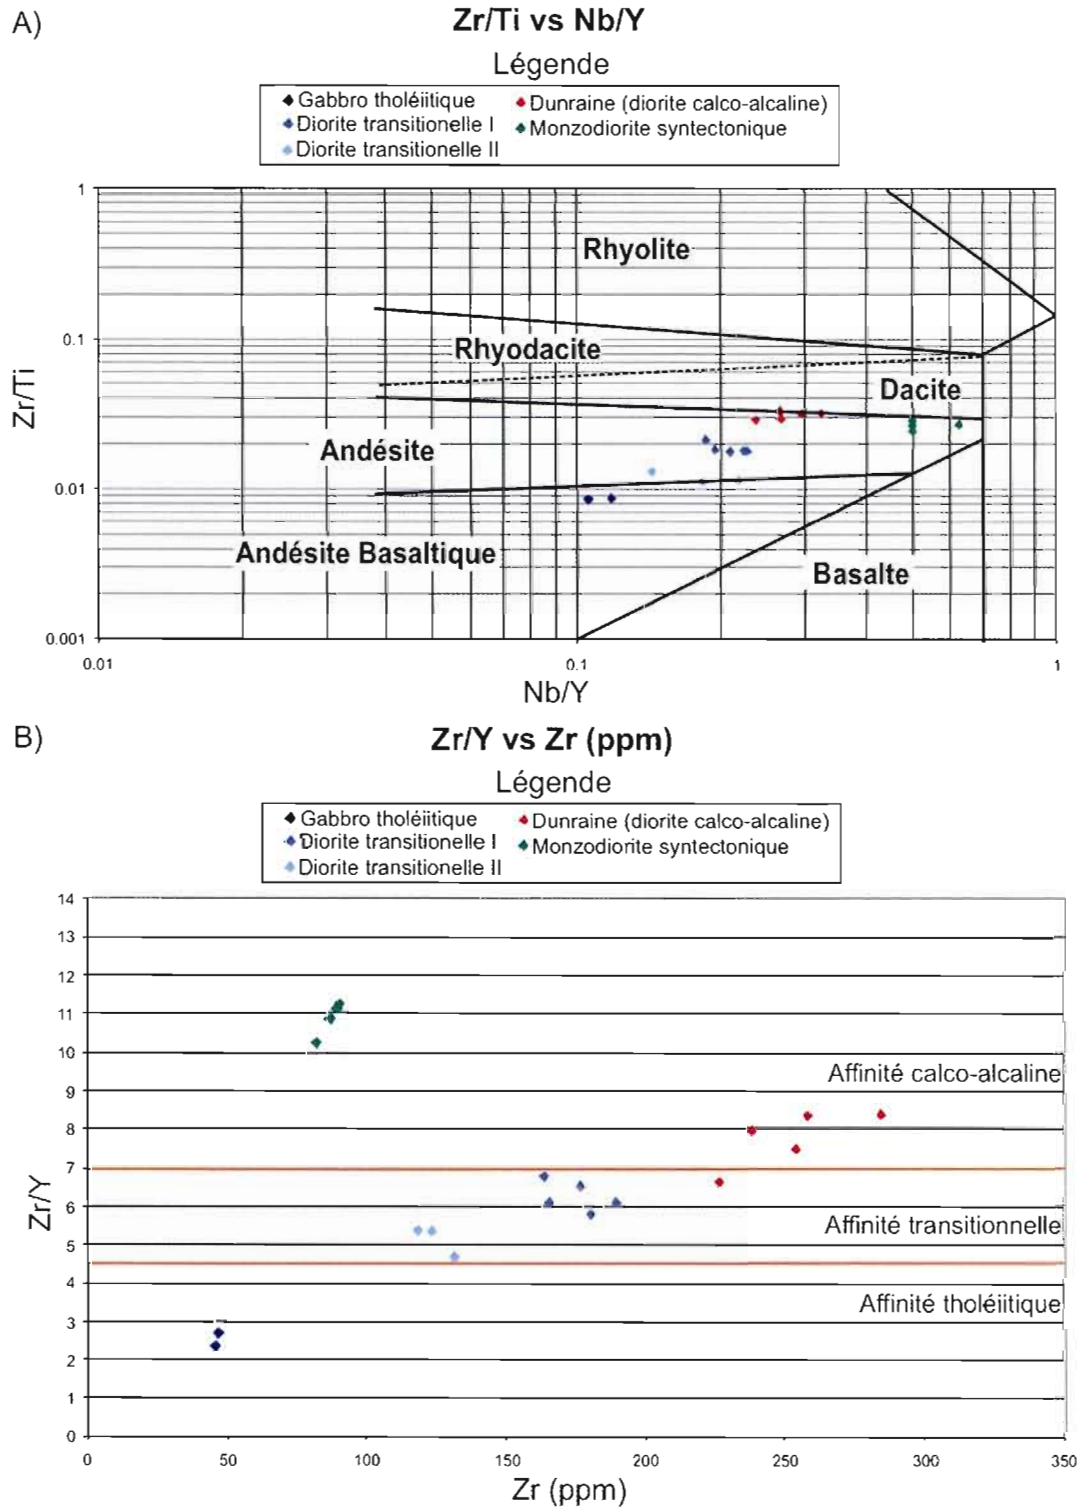 A)
Zr/Ti vs Nb/Y
Légende
Gabbro tholéiitique
Dunraine (diorite calco-alcaline)
Diorite transitionelle I
Monzodiorite syntectonique
Diorite transitionelle II
1
Rhyolite
0.1
Rhyodacite
Dacite
Zr/Ti
Andésite
0.01
Andésite Basaltique
Basalte
0.001
0.01
0.1
1
Nb/Y
B)
Zr/Y vs Zr (ppm)
Légende
Gabbro tholéiitique
Dunraine (diorite calco-alcaline)
Diorite transitionelle I
Monzodiorite syntectonique
Diorite transitionelle II
14
13
12
11
10
Affinité calco-alcaline
9
8
7
Zr/Y
6
Affinité transitionnelle
5
4
Affinité tholéiitique
3
2
1
0
0
50
100
150
200
250
300
350
Zr (ppm)